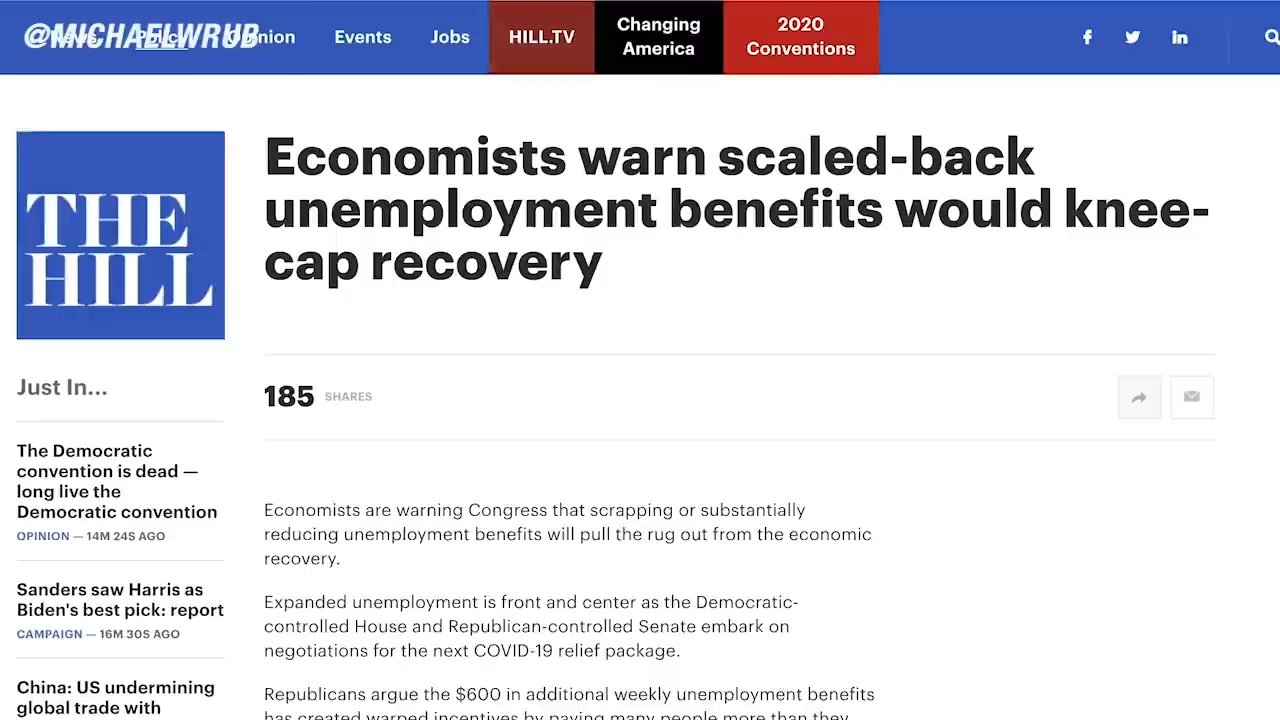 @MICHAELWRUB
News Policy Opinion Events Jobs HILL.TV
Changing
America
2020
Conventions
THE
HILL
Economists warn scaled-back
unemployment benefits would knee-
cap recovery
185 SHARES
Just In...
The Democratic
convention is dead —
long live the
Democratic convention
OPINION — 14M 24S AGO
Sanders saw Harris as
Biden's best pick: report
CAMPAIGN — 16M 30S AGO
China: US undermining
global trade with
Economists are warning Congress that scrapping or substantially
reducing unemployment benefits will pull the rug out from the economic
recovery.
Expanded unemployment is front and center as the Democratic-
controlled House and Republican-controlled Senate embark on
negotiations for the next COVID-19 relief package.
Republicans argue the $600 in additional weekly unemployment benefits
has created warped incentives by paying many people more than they